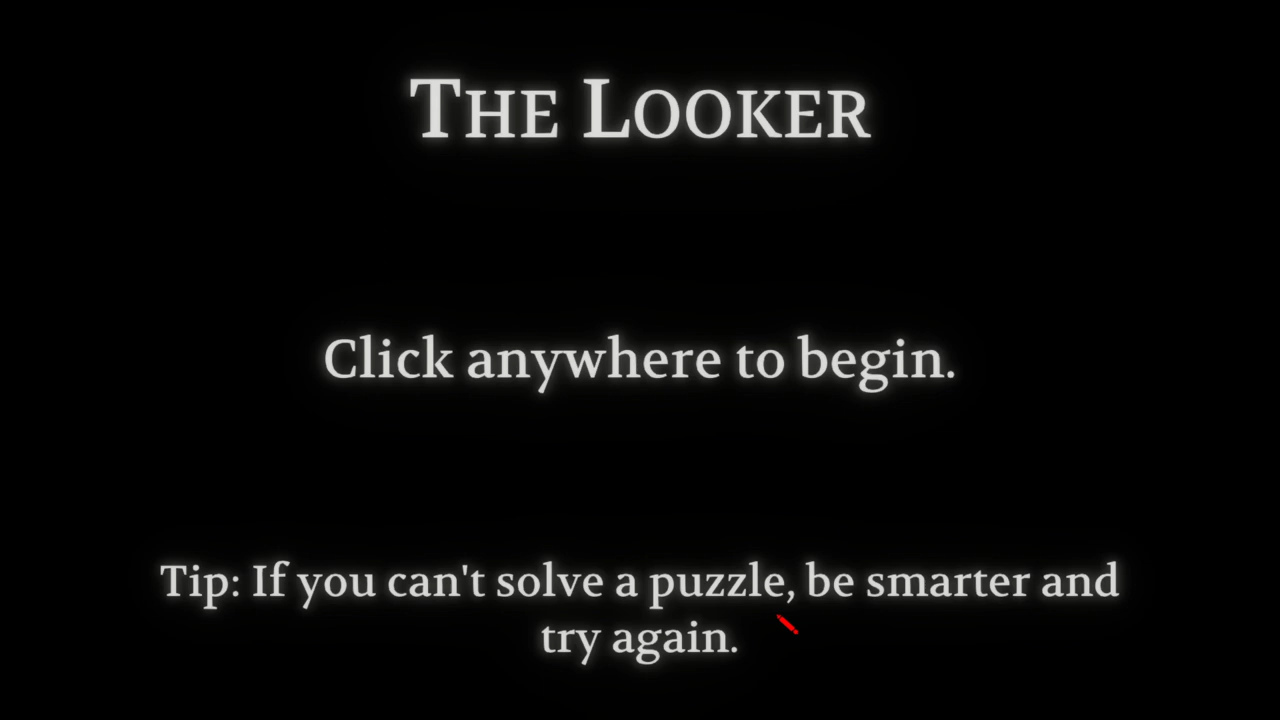 THE LOOKER
Click anywhere to begin.
Tip: If you can't solve a puzzle, be smarter and
try again.